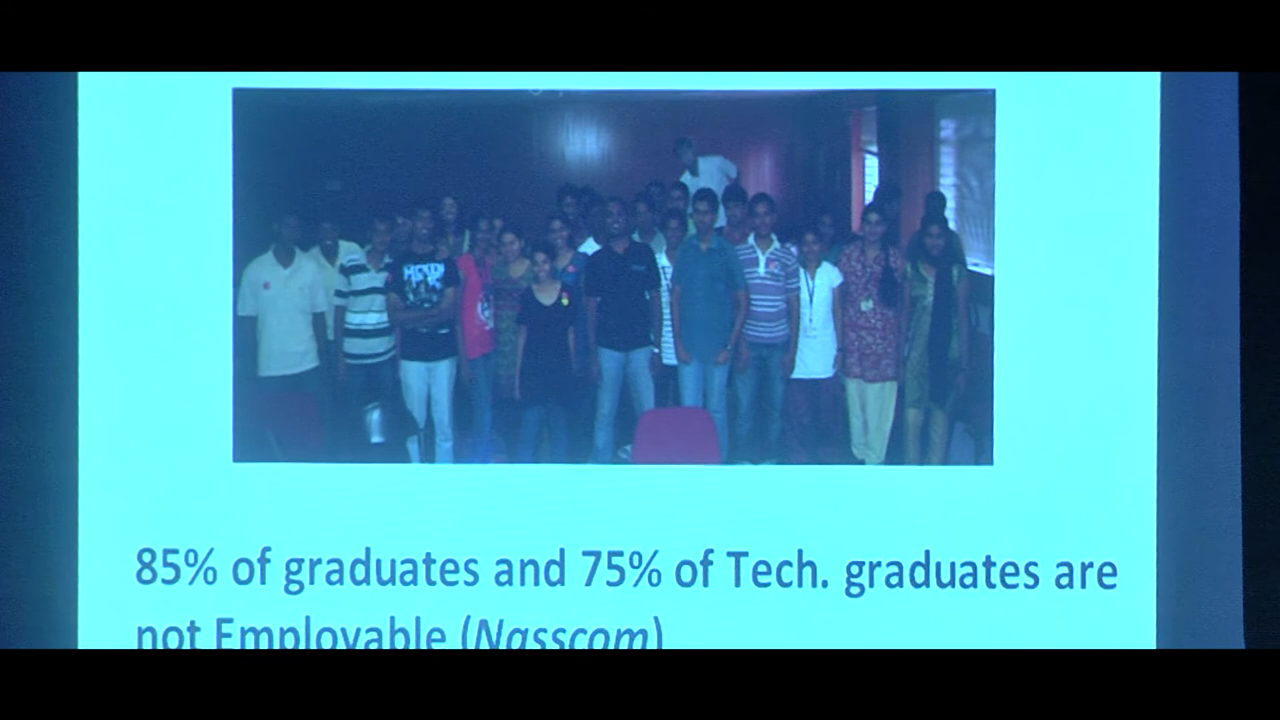 85% of graduates and 75% of Tech. graduates are
not Employable (Nasscom)